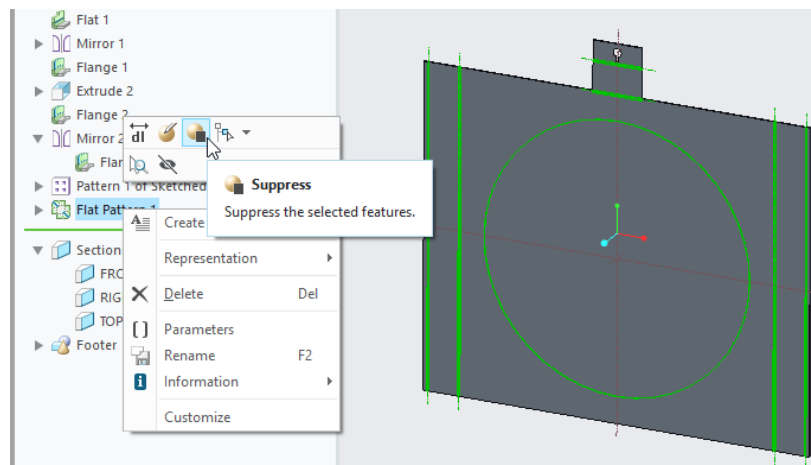 Flat 1
Mirror 1
Flange 1
Extrude 2
Flange 2
Mirror 2
Flan
Pattern 1 of Sketched
Flat Pattern 1
Section
FRO
RIG
TOP
Footer
Suppress
Suppress the selected features.
Create
Representation
Delete Del
Parameters
Rename F2
Information
Customize